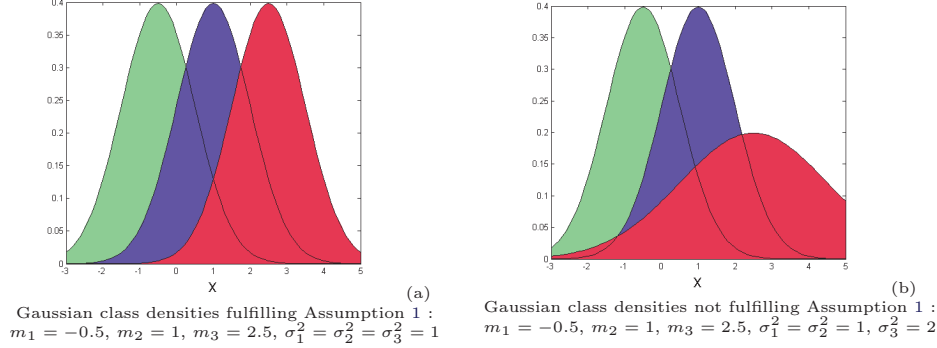 0.4
0.35
0.3
0.25
0.2
0.15
0.1
0.05
0
-3 -2 -1 0 1 2 3 4 5
X
(a)
Gaussian class densities fulfilling Assumption 1 :
m₁ = −0.5, m₂ = 1, m₃ = 2.5, σ₁² = σ₂² = σ₃² = 1
0.4
0.35
0.3
0.25
0.2
0.15
0.1
0.05
0
-3 -2 -1 0 1 2 3 4 5
X
(b)
Gaussian class densities not fulfilling Assumption 1 :
m₁ = −0.5, m₂ = 1, m₃ = 2.5, σ₁² = σ₂² = 1, σ₃² = 2